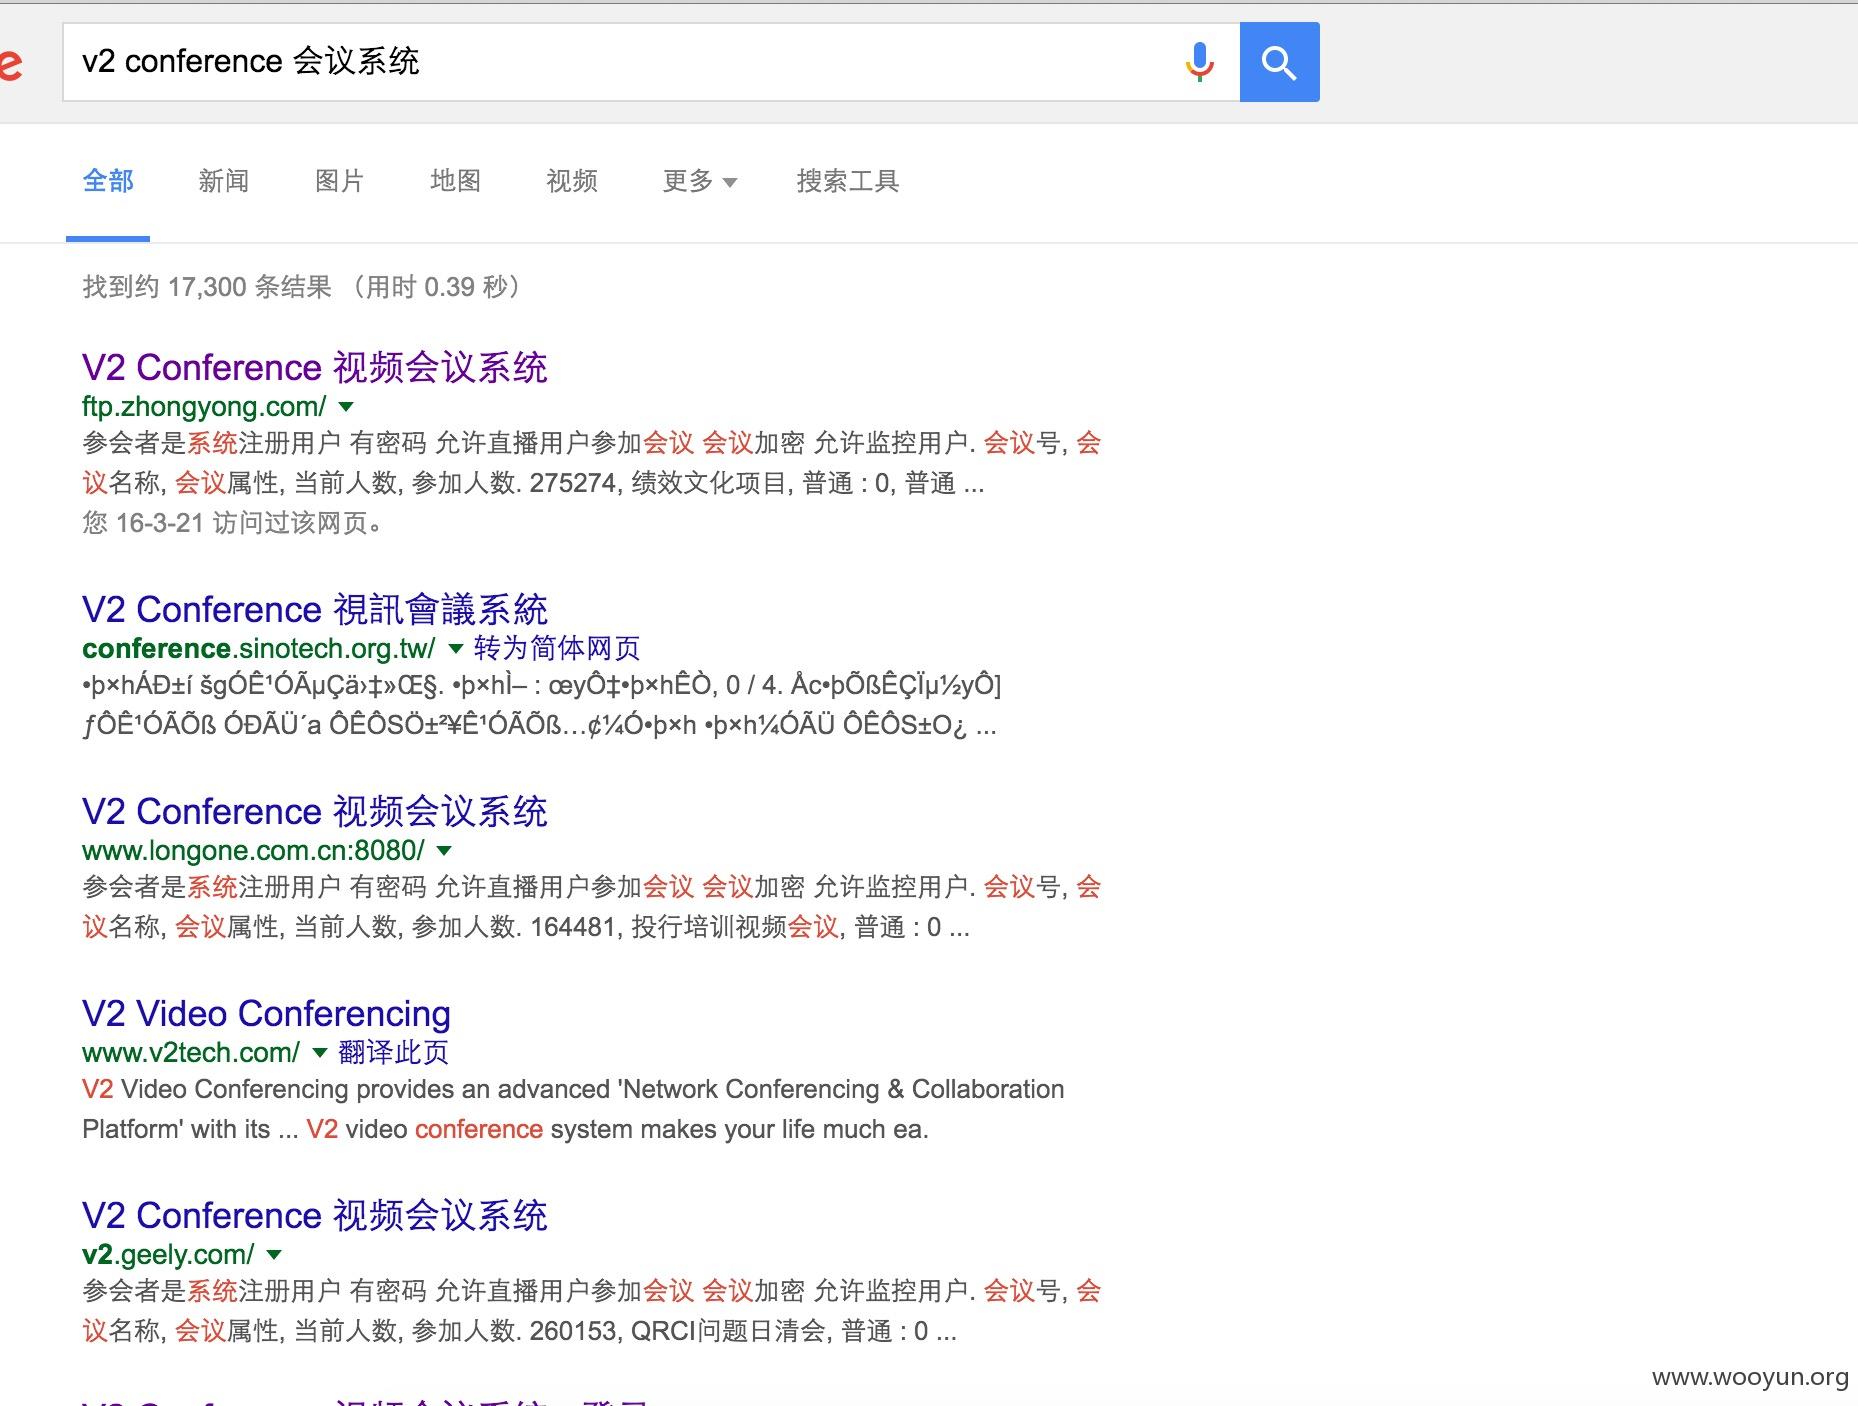 e
v2 conference 会议系统
全部 新闻 图片 地图 视频 更多 搜索工具
找到约 17,300 条结果 （用时 0.39 秒）
V2 Conference 视频会议系统
ftp.zhongyong.com/
参会者是系统注册用户 有密码 允许直播用户参加会议 会议加密 允许监控用户. 会议号, 会
议名称, 会议属性, 当前人数, 参加人数. 275274, 绩效文化项目, 普通 : 0, 普通 ...
您 16-3-21 访问过该网页。
V2 Conference 視訊會議系統
conference.sinotech.org.tw/ 转为简体网页
•þ×hÁÐ±í šgÓÊ¹ÓÃµÇä›‡»Œ§. •þ×hÌ– : œyÔ‡•þ×hÊÒ, 0 / 4. Åc•þÕßÊÇÏµ½yÔ]
ƒÔÊ¹ÓÃÕß ÓÐÃÜ´a ÔÊÔSÖ±²¥Ê¹ÓÃÕß…¢¼Ó•þ×h •þ×h¼ÓÃÜ ÔÊÔS±O¿ ...
V2 Conference 视频会议系统
www.longone.com.cn:8080/
参会者是系统注册用户 有密码 允许直播用户参加会议 会议加密 允许监控用户. 会议号, 会
议名称, 会议属性, 当前人数, 参加人数. 164481, 投行培训视频会议, 普通 : 0 ...
V2 Video Conferencing
www.v2tech.com/ 翻译此页
V2 Video Conferencing provides an advanced 'Network Conferencing & Collaboration
Platform' with its ... V2 video conference system makes your life much ea.
V2 Conference 视频会议系统
v2.geely.com/
参会者是系统注册用户 有密码 允许直播用户参加会议 会议加密 允许监控用户. 会议号, 会
议名称, 会议属性, 当前人数, 参加人数. 260153, QRCI问题日清会, 普通 : 0 ...
www.wooyun.org